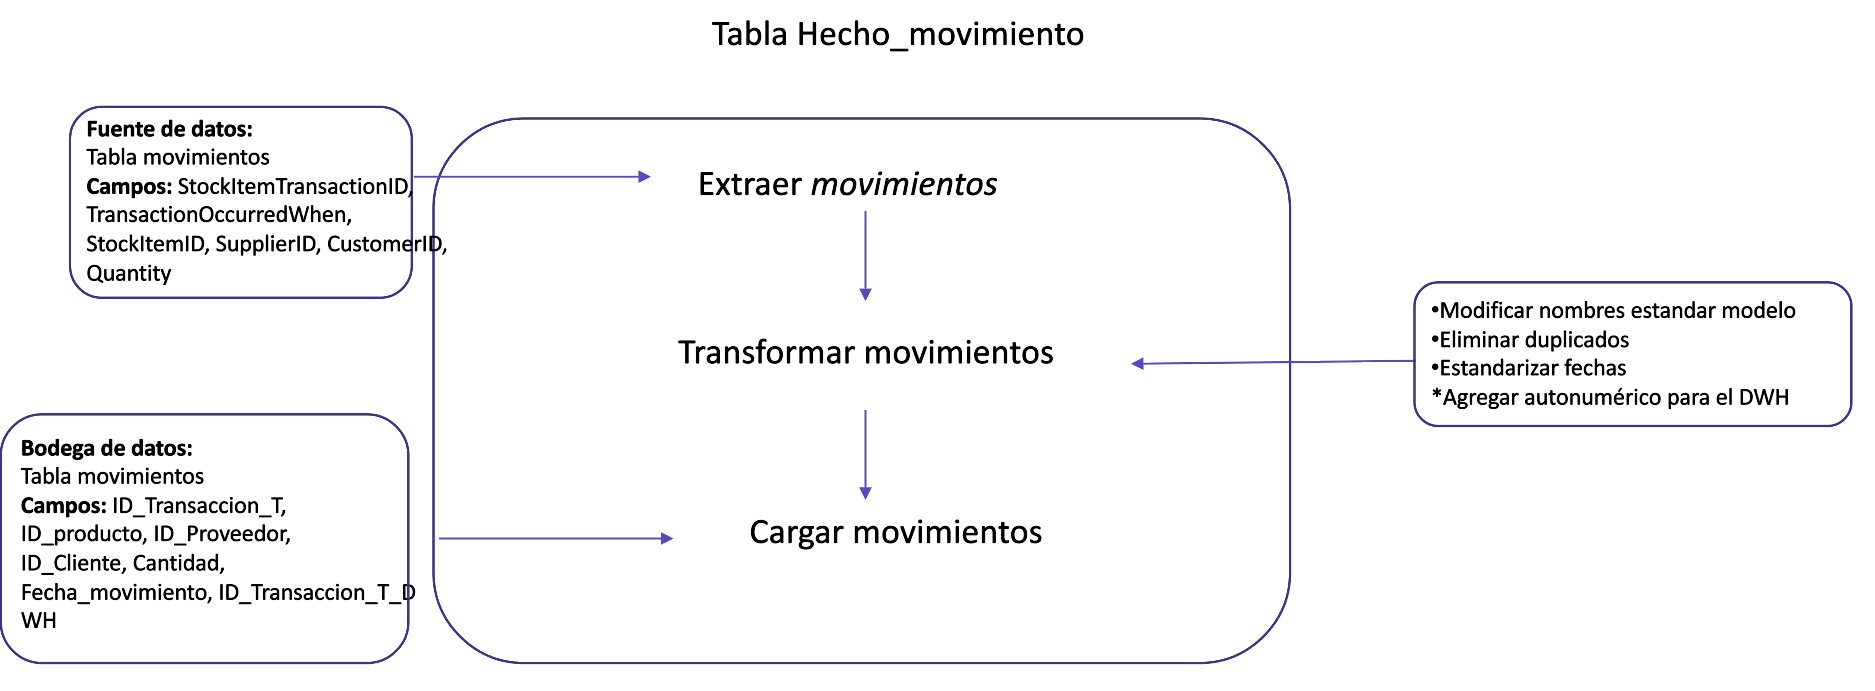 Tabla Hecho_movimiento
Fuente de datos:
Tabla movimientos
Campos: StockItemTransactionID,
TransactionOccurredWhen,
StockItemID, SupplierID, CustomerID,
Quantity
Extraer movimientos
Transformar movimientos
•Modificar nombres estandar modelo
•Eliminar duplicados
•Estandarizar fechas
*Agregar autonumérico para el DWH
Bodega de datos:
Tabla movimientos
Campos: ID_Transaccion_T,
ID_producto, ID_Proveedor,
ID_Cliente, Cantidad,
Fecha_movimiento, ID_Transaccion_T_D
WH
Cargar movimientos